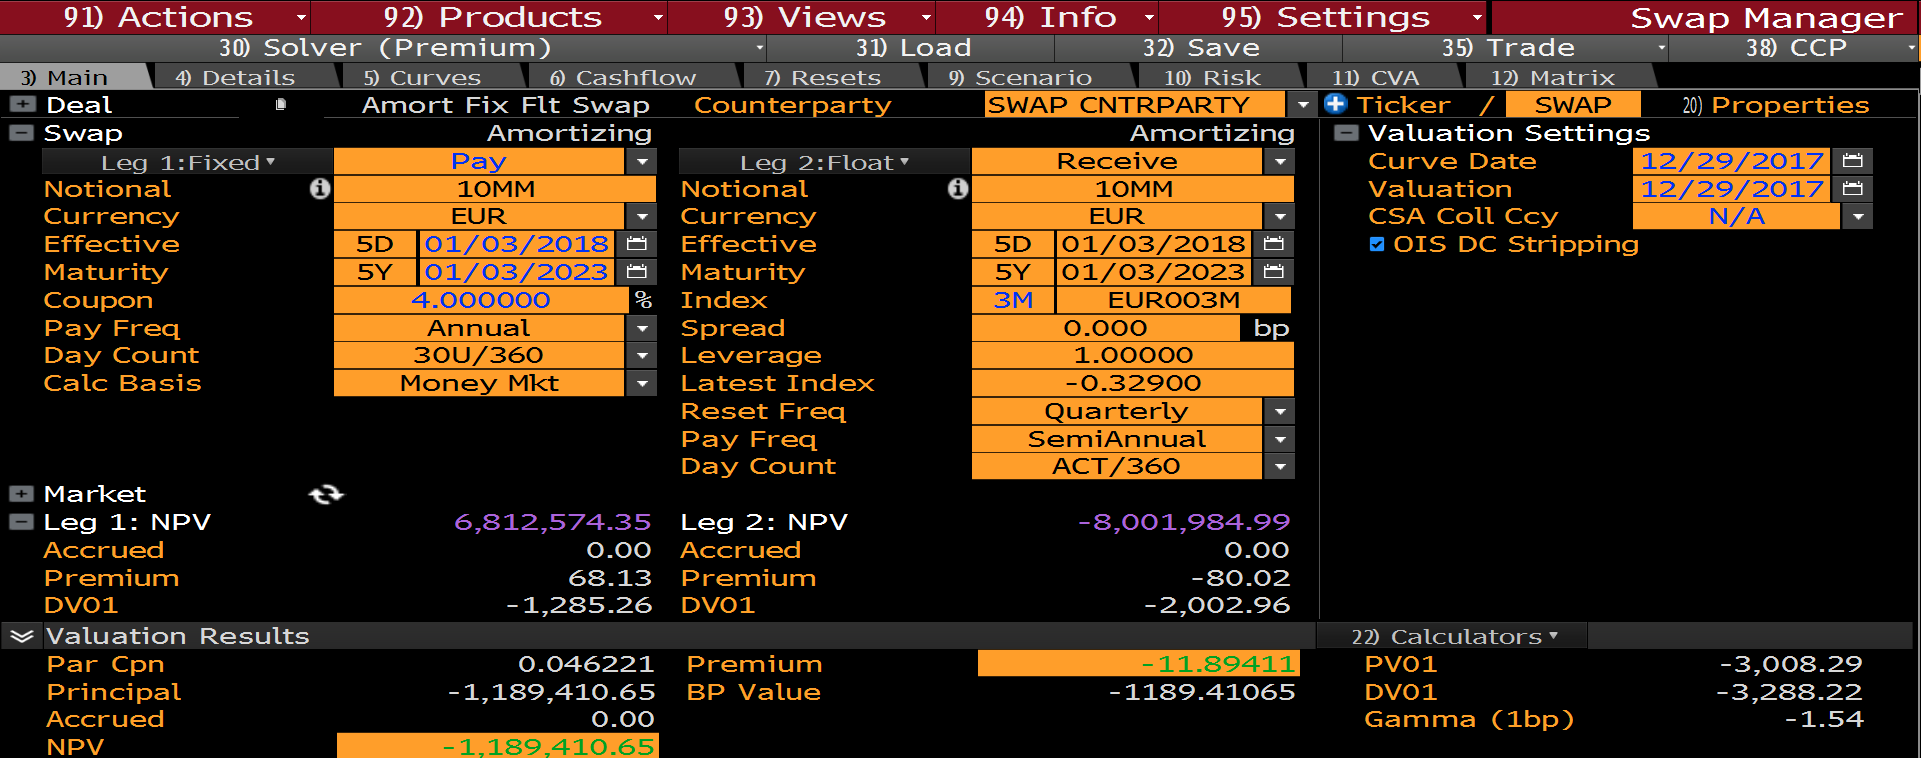 91) Actions 92) Products 93) Views 94) Info 95) Settings Swap Manager
30) Solver (Premium) 31) Load 32) Save 35) Trade 38) CCP
3) Main 4) Details 5) Curves 6) Cashflow 7) Resets 9) Scenario 10) Risk 11) CVA 12) Matrix
Deal Amort Fix Flt Swap Counterparty SWAP CNTRPARTY Ticker / SWAP 20) Properties
Swap Amortizing Amortizing Valuation Settings
Leg 1:Fixed Pay Leg 2:Float Receive Curve Date 12/29/2017
Notional 10MM Notional 10MM Valuation 12/29/2017
Currency EUR Currency EUR CSA Coll Ccy N/A
Effective 5D 01/03/2018 Effective 5D 01/03/2018 OIS DC Stripping
Maturity 5Y 01/03/2023 Maturity 5Y 01/03/2023
Coupon 4.000000 % Index 3M EUR003M
Pay Freq Annual Spread 0.000 bp
Day Count 30U/360 Leverage 1.00000
Calc Basis Money Mkt Latest Index -0.32900
Reset Freq Quarterly
Pay Freq SemiAnnual
Day Count ACT/360
Market
Leg 1: NPV 6,812,574.35 Leg 2: NPV -8,001,984.99
Accrued 0.00 Accrued 0.00
Premium 68.13 Premium -80.02
DV01 -1,285.26 DV01 -2,002.96
Valuation Results 22) Calculators
Par Cpn 0.046221 Premium -11.89411 PV01 -3,008.29
Principal -1,189,410.65 BP Value -1189.41065 DV01 -3,288.22
Accrued 0.00 Gamma (1bp) -1.54
NPV -1,189,410.65